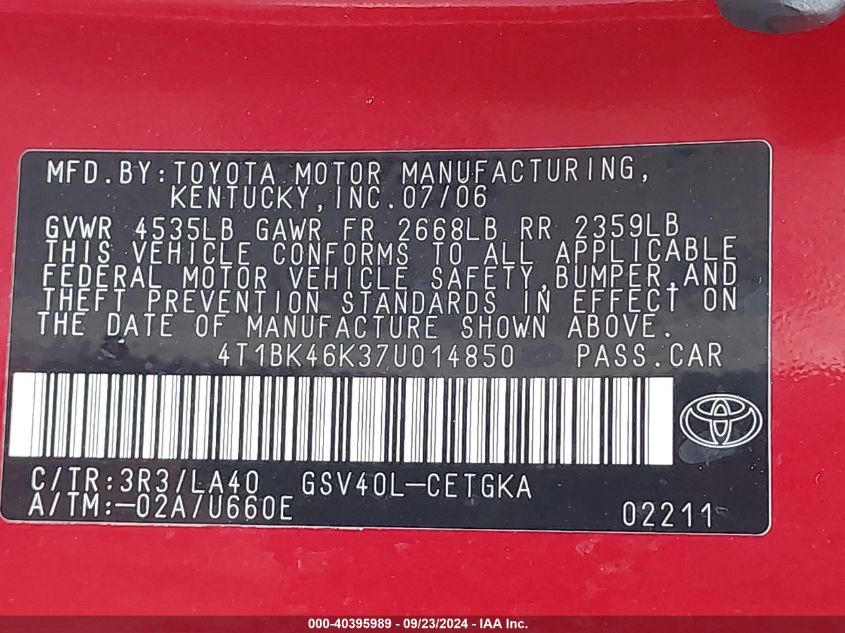 MFD.BY:TOYOTA MOTOR MANUFACTURING,
KENTUCKY,INC.07/06
GVWR 4535LB GAWR FR 2668LB RR 2359LB
THIS VEHICLE CONFORMS TO ALL APPLICABLE
FEDERAL MOTOR VEHICLE SAFETY,BUMPER,AND
THEFT PREVENTION STANDARDS IN EFFECT ON
THE DATE OF MANUFACTURE SHOWN ABOVE.
4T1BK46K37U014850 PASS.CAR
C/TR:3R3/LA40 GSV40L-CETGKA
A/TM:-02A/U660E
02211
000-40395989 - 09/23/2024 - IAA Inc.